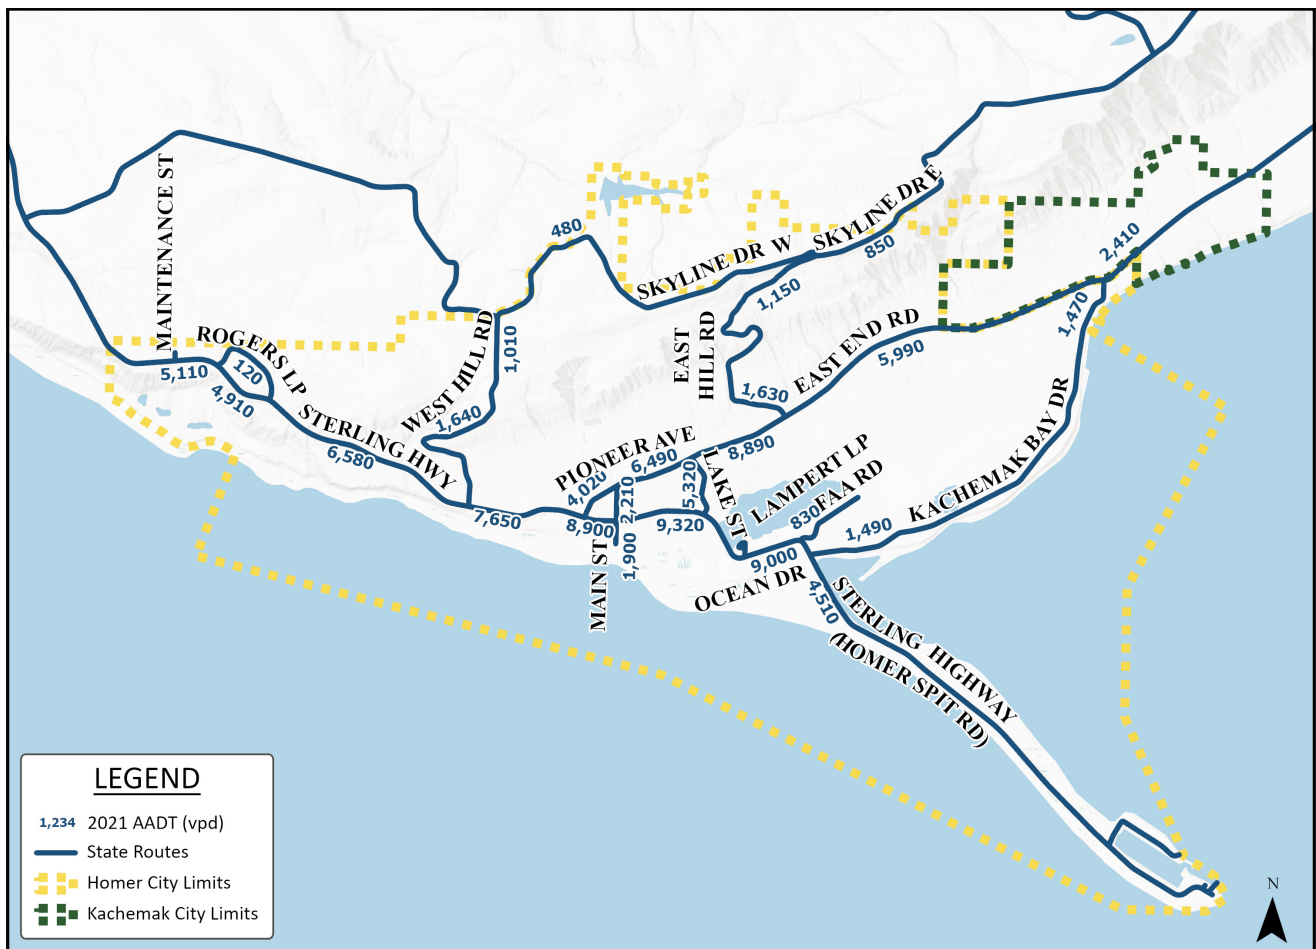 MAINTENANCE ST
ROGERS LP
5,110
120
4,910
STERLING HWY
6,580
WEST HILL RD
1,640
1,010
480
SKYLINE DR W
SKYLINE DR E
850
1,150
EAST
HILL RD
1,630
EAST END RD
5,990
2,410
1,470
KACHEMAK BAY DR
1,490
PIONEER AVE
4,020
6,490
8,890
2,210
5,320
LAKE ST
LAMPERT LP
FAA RD
830
7,650
8,900
9,320
MAIN ST
1,900
9,000
OCEAN DR
4,510
STERLING HIGHWAY
(HOMER SPIT RD)
LEGEND
1,234 2021 AADT (vpd)
State Routes
Homer City Limits
Kachemak City Limits
N